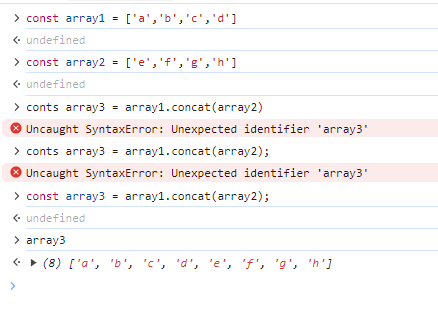 > const array1 = ['a','b','c','d']
< undefined
> const array2 = ['e','f','g','h']
< undefined
> conts array3 = array1.concat(array2)
Uncaught SyntaxError: Unexpected identifier 'array3'
> conts array3 = array1.concat(array2);
Uncaught SyntaxError: Unexpected identifier 'array3'
> const array3 = array1.concat(array2);
< undefined
> array3
< ▶ (8) ['a', 'b', 'c', 'd', 'e', 'f', 'g', 'h']
>